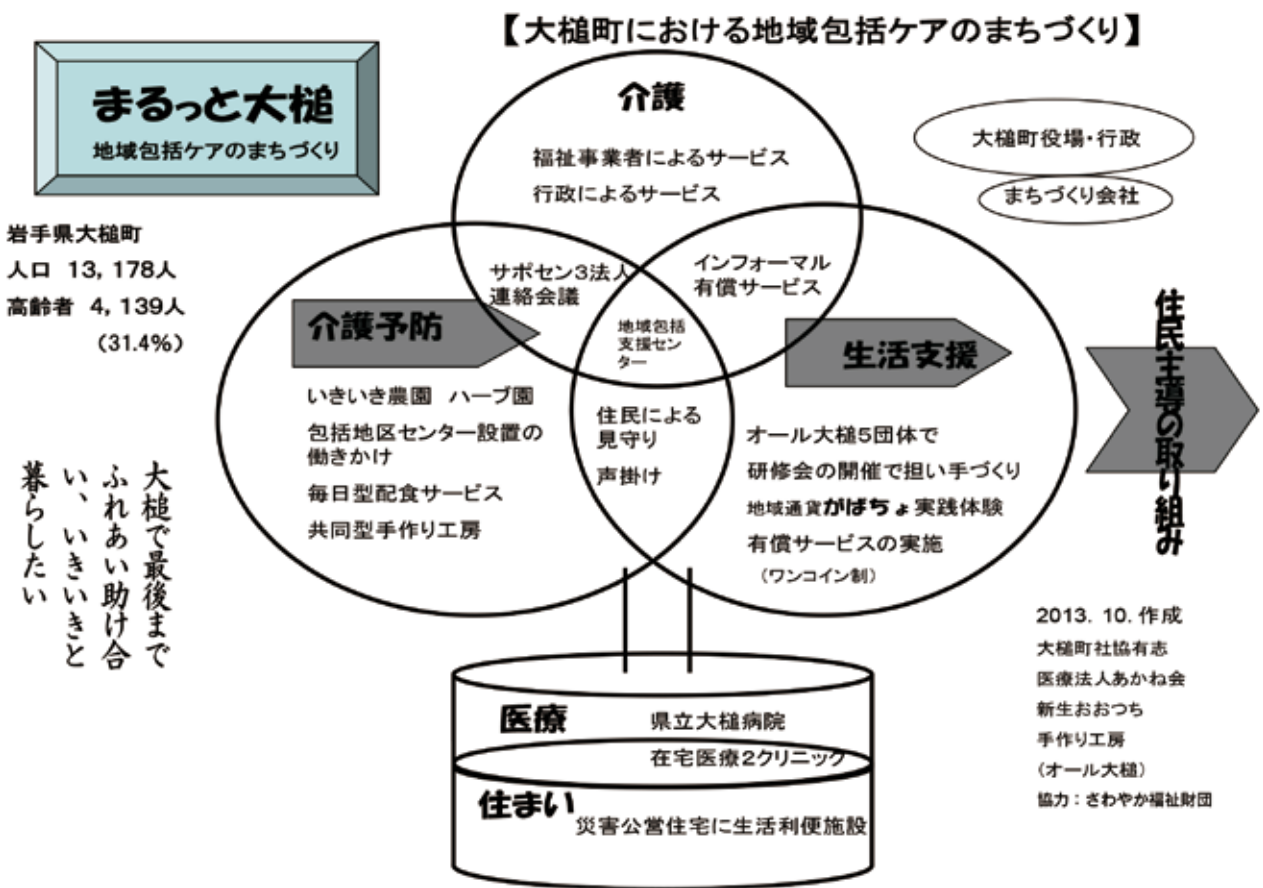 【大槌町における地域包括ケアのまちづくり】
まるっと大槌
地域包括ケアのまちづくり
岩手県大槌町
人口 13,178人
高齢者 4,139人
(31.4%)
大槌で最後まで
ふれあい助け合
い、いきいきと
暮らしたい
介護
福祉事業者によるサービス
行政によるサービス
大槌町役場・行政
まちづくり会社
サポセン3法人
連絡会議
インフォーマル
有償サービス
地域包括
支援セン
ター
介護予防
いきいき農園 ハーブ園
包括地区センター設置の
働きかけ
毎日型配食サービス
共同型手作り工房
住民による
見守り
声掛け
生活支援
オール大槌5団体で
研修会の開催で担い手づくり
地域通貨がばちょ実践体験
有償サービスの実施
(ワンコイン制)
住民主導の取り組み
医療
県立大槌病院
在宅医療2クリニック
住まい
災害公営住宅に生活利便施設
2013. 10. 作成
大槌町社協有志
医療法人あかね会
新生おおつち
手作り工房
(オール大槌)
協力:さわやか福祉財団